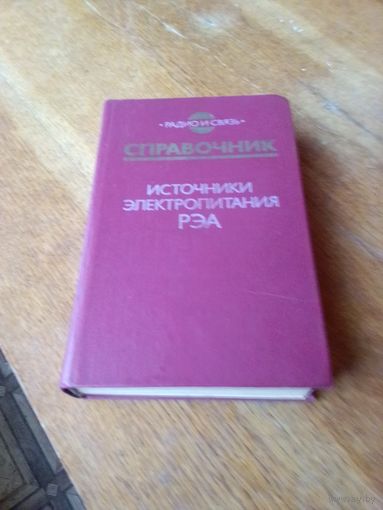 •РАДИО И СВЯЗЬ•
СПРАВОЧНИК
ИСТОЧНИКИ
ЭЛЕКТРОПИТАНИЯ
РЭА